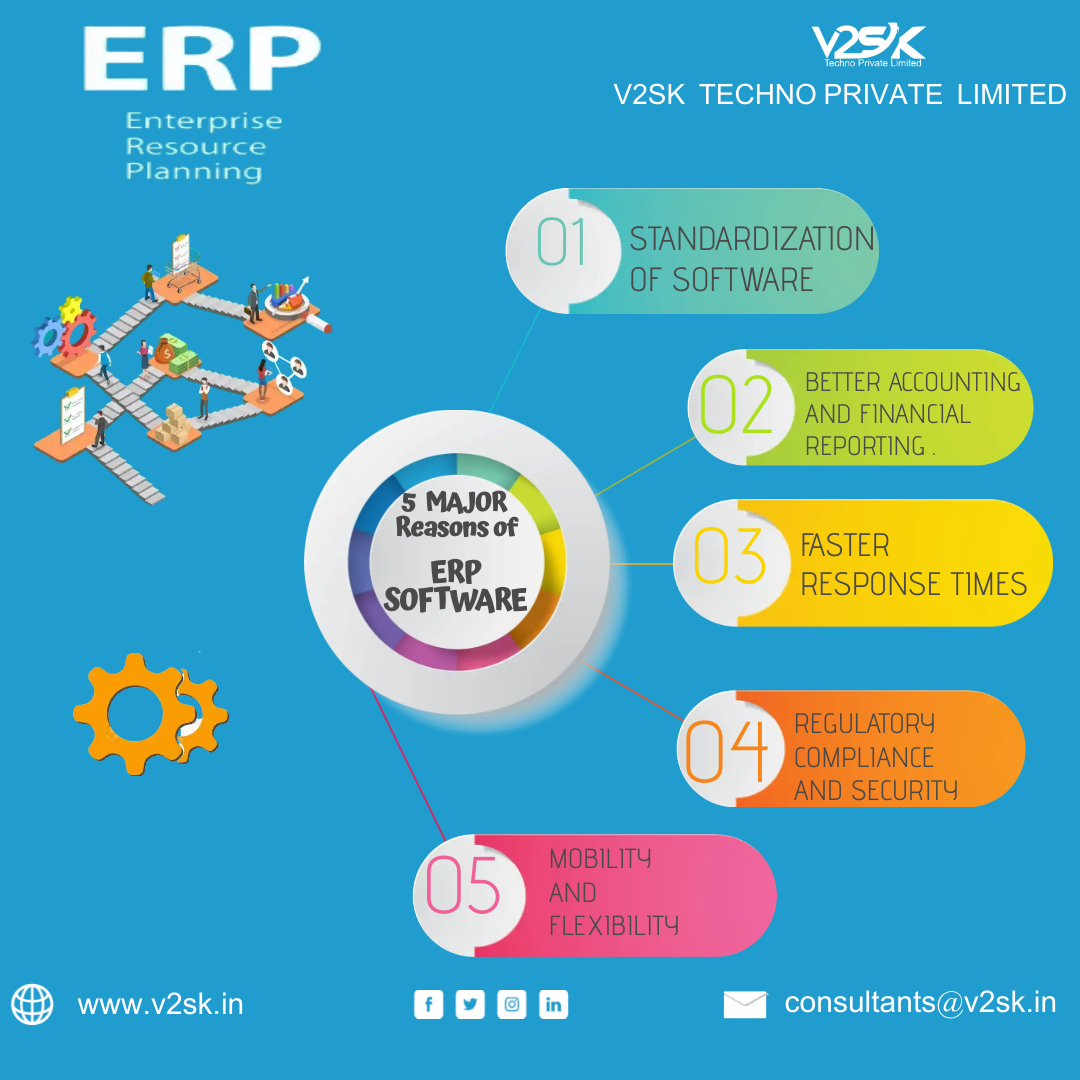 ERP
Enterprise
Resource
Planning
V2SK
Techno Private Limited
V2SK TECHNO PRIVATE LIMITED
01
STANDARDIZATION
OF SOFTWARE
02
BETTER ACCOUNTING
AND FINANCIAL
REPORTING .
03
FASTER
RESPONSE TIMES
5 MAJOR
Reasons of
ERP
SOFTWARE
04
REGULATORY
COMPLIANCE
AND SECURITY
05
MOBILITY
AND
FLEXIBILITY
www.v2sk.in
consultants@v2sk.in